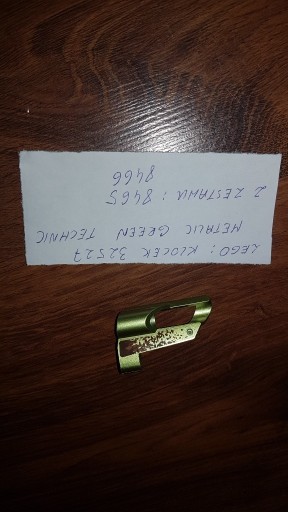 LEGO: KLOCEK 32527
METALIC GREEN TECHNIC
Z ZESTAWU: 8465
8466